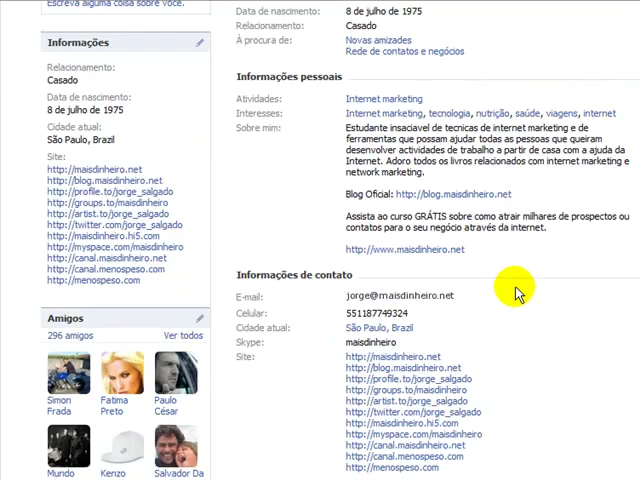 Escreva alguma coisa sobre você.
Informações
Relacionamento:
Casado
Data de nascimento:
8 de julho de 1975
Cidade atual:
São Paulo, Brazil
Site:
http://maisdinheiro.net
http://blog.maisdinheiro.net
http://profile.to/jorge_salgado
http://groups.to/maisdinheiro
http://artist.to/jorge_salgado
http://twitter.com/jorge_salgado
http://maisdinheiro.hi5.com
http://myspace.com/maisdinheiro
http://canal.maisdinheiro.net
http://canal.menospeso.com
http://menospeso.com
Amigos
296 amigos Ver todos
Simon Frada
Fatima Preto
Paulo César
Mundo
Kenzo
Salvador Da
Data de nascimento: 8 de julho de 1975
Relacionamento: Casado
À procura de: Novas amizades
Rede de contatos e negócios
Informações pessoais
Atividades: Internet marketing
Interesses: Internet marketing, tecnologia, nutrição, saúde, viagens, internet
Sobre mim: Estudante insaciavel de tecnicas de internet marketing e de
ferramentas que possam ajudar todas as pessoas que queiram
desenvolver actividades de trabalho a partir de casa com a ajuda da
Internet. Adoro todos os livros relacionados com internet marketing e
network marketing.
Blog Oficial: http://blog.maisdinheiro.net
Assista ao curso GRÁTIS sobre como atrair milhares de prospectos ou
contatos para o seu negócio através da internet.
http://www.maisdinheiro.net
Informações de contato
E-mail: jorge@maisdinheiro.net
Celular: 551187749324
Cidade atual: São Paulo, Brazil
Skype: maisdinheiro
Site: http://maisdinheiro.net
http://blog.maisdinheiro.net
http://profile.to/jorge_salgado
http://groups.to/maisdinheiro
http://artist.to/jorge_salgado
http://twitter.com/jorge_salgado
http://maisdinheiro.hi5.com
http://myspace.com/maisdinheiro
http://canal.maisdinheiro.net
http://canal.menospeso.com
http://menospeso.com